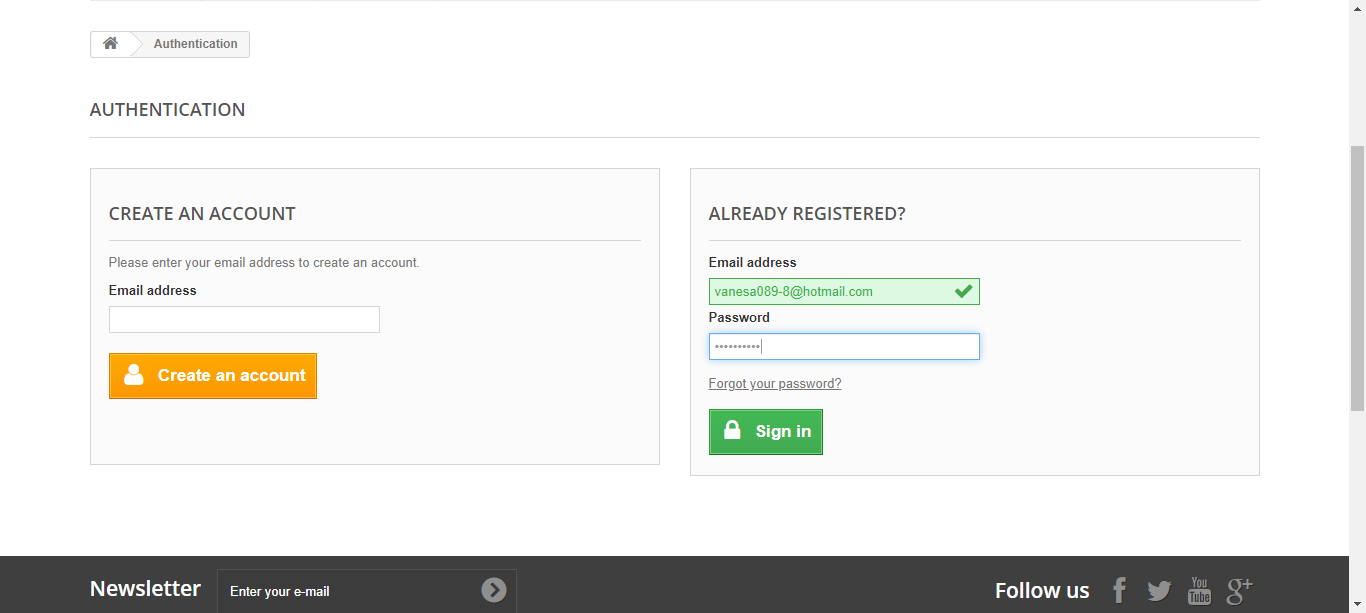 Authentication
AUTHENTICATION
CREATE AN ACCOUNT
Please enter your email address to create an account.
Email address
Create an account
ALREADY REGISTERED?
Email address
vanesa089-8@hotmail.com
Password
••••••••••
Forgot your password?
Sign in
Newsletter
Enter your e-mail
Follow us
You
Tube
g+